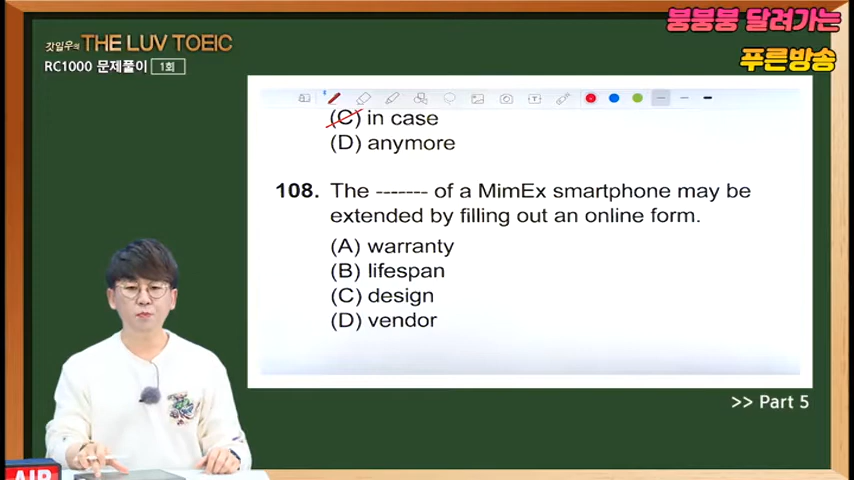 붕붕붕 달려가는
푸른방송
갓일우의 THE LUV TOEIC
RC1000 문제풀이 1회
(C) in case
(D) anymore
108. The ------- of a MimEx smartphone may be
extended by filling out an online form.
(A) warranty
(B) lifespan
(C) design
(D) vendor
>> Part 5
AIR